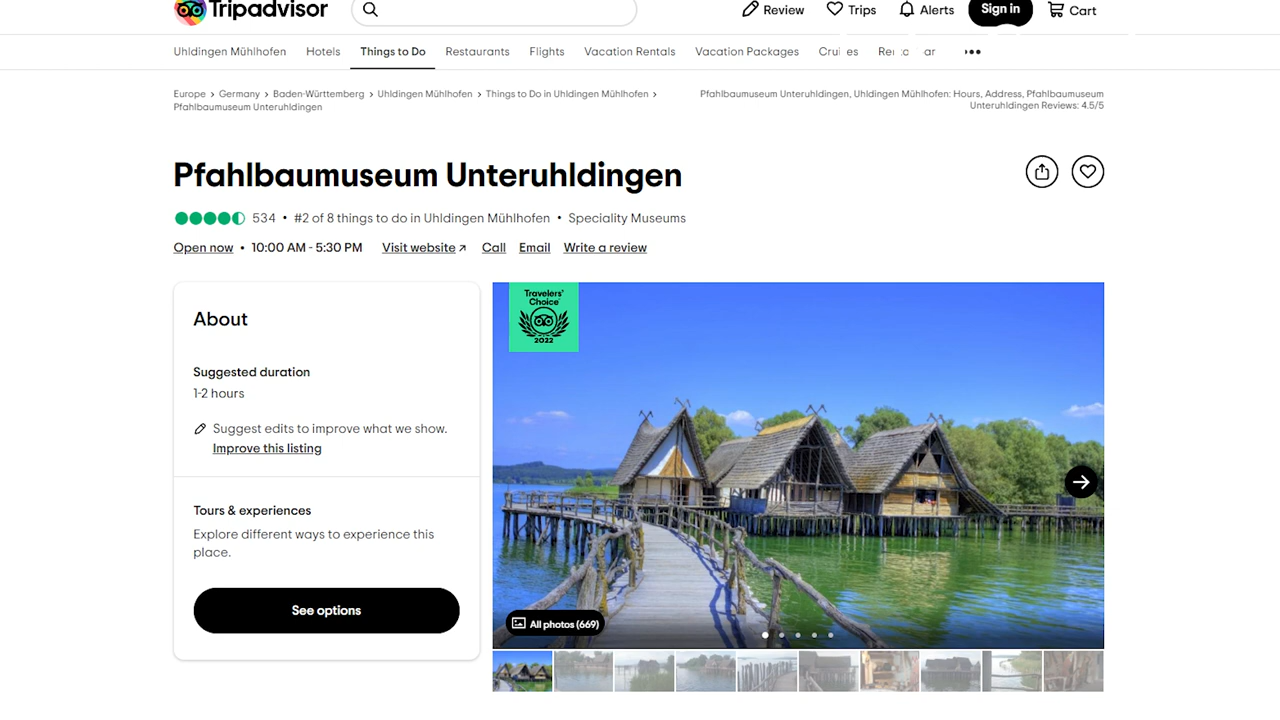 Tripadvisor
Review Trips Alerts Sign in Cart
Uhldingen Mühlhofen Hotels Things to Do Restaurants Flights Vacation Rentals Vacation Packages
Europe › Germany › Baden-Württemberg › Uhldingen Mühlhofen › Things to Do in Uhldingen Mühlhofen ›
Pfahlbaumuseum Unteruhldingen
Pfahlbaumuseum Unteruhldingen, Uhldingen Mühlhofen: Hours, Address, Pfahlbaumuseum
Unteruhldingen Reviews: 4.5/5
Pfahlbaumuseum Unteruhldingen
534 • #2 of 8 things to do in Uhldingen Mühlhofen • Speciality Museums
Open now • 10:00 AM - 5:30 PM Visit website Call Email Write a review
About
Suggested duration
1-2 hours
Suggest edits to improve what we show.
Improve this listing
Tours & experiences
Explore different ways to experience this
place.
See options
Travelers'
Choice
2022
All photos (669)